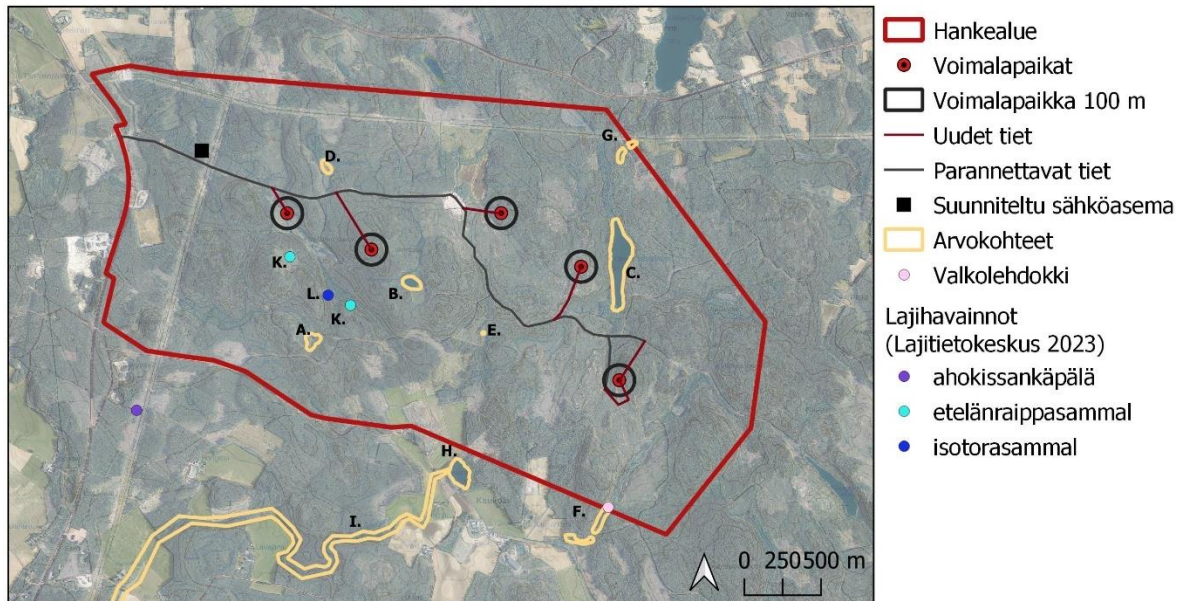 Hankealue
Voimalapaikat
Voimalapaikka 100 m
Uudet tiet
Parannettavat tiet
Suunniteltu sähköasema
Arvokohteet
Valkolehdokki
Lajihavainnot
(Lajitietokeskus 2023)
ahokissankäpälä
etelänraippasammal
isotorasammal
G.
D.
K.
C.
B.
L.
K.
A.
E.
H.
I.
F.
0 250500 m